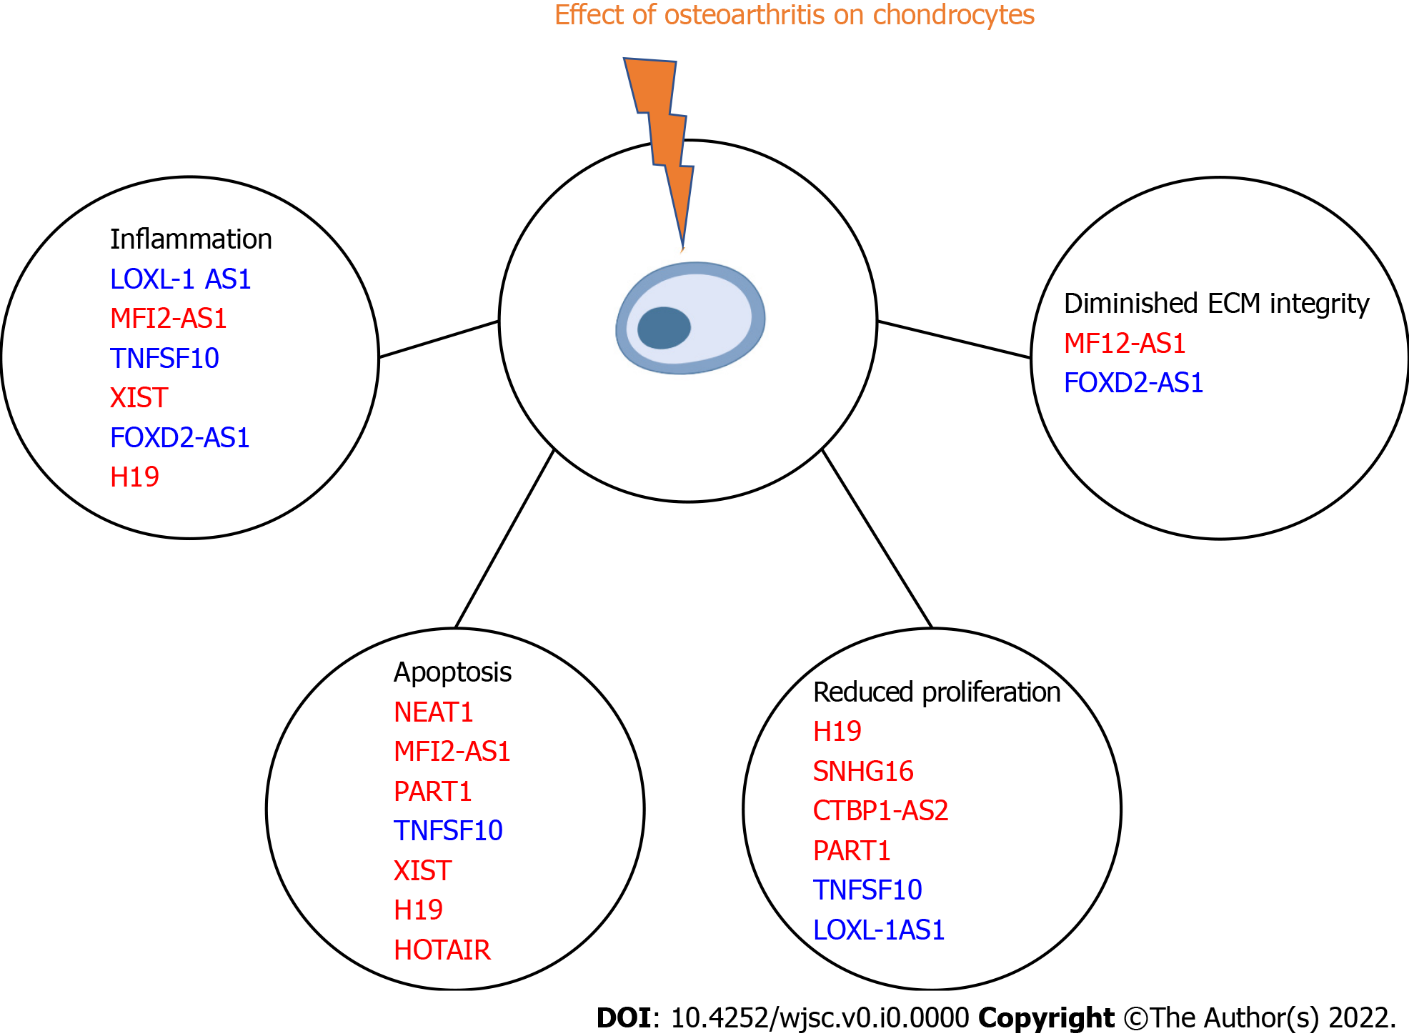 Effect of osteoarthritis on chondrocytes
Inflammation
LOXL-1 AS1
MFI2-AS1
TNFSF10
XIST
FOXD2-AS1
H19
Diminished ECM integrity
MF12-AS1
FOXD2-AS1
Apoptosis
NEAT1
MFI2-AS1
PART1
TNFSF10
XIST
H19
HOTAIR
Reduced proliferation
H19
SNHG16
CTBP1-AS2
PART1
TNFSF10
LOXL-1AS1
DOI: 10.4252/wjsc.v0.i0.0000 Copyright ©The Author(s) 2022.